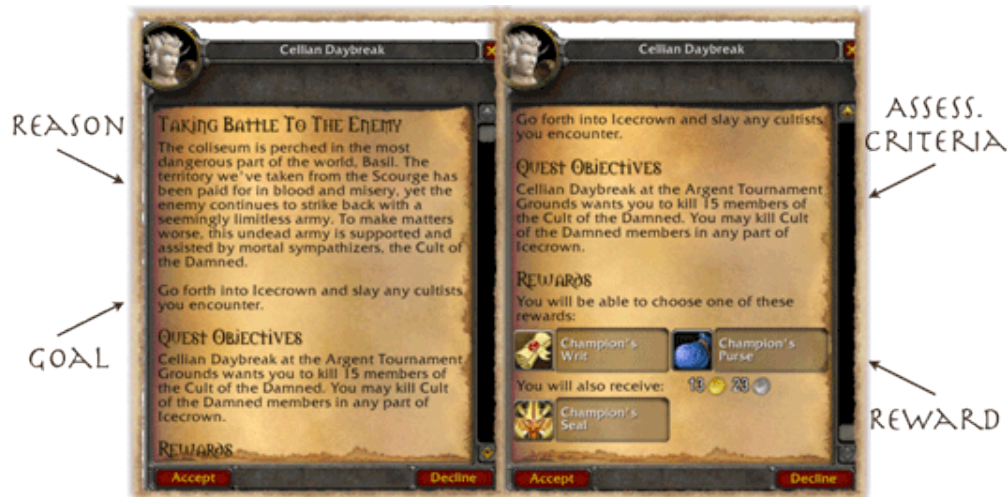 Cellian Daybreak
REASON
GOAL
Taking Battle To The Enemy
The coliseum is perched in the most
dangerous part of the world, Basil. The
territory we've taken from the Scourge has
been paid for in blood and misery, yet the
enemy continues to strike back with a
seemingly limitless army. To make matters
worse, this undead army is supported and
assisted by mortal sympathizers, the Cult of
the Damned.
Go forth into Icecrown and slay any cultists
you encounter.
Quest Objectives
Cellian Daybreak at the Argent Tournament
Grounds wants you to kill 15 members of
the Cult of the Damned. You may kill Cult
of the Damned members in any part of
Icecrown.
Rewards
Accept
Decline
Cellian Daybreak
Go forth into Icecrown and slay any cultists
you encounter.
Quest Objectives
Cellian Daybreak at the Argent Tournament
Grounds wants you to kill 15 members of
the Cult of the Damned. You may kill Cult
of the Damned members in any part of
Icecrown.
Rewards
You will be able to choose one of these
rewards:
Champion's
Writ
Champion's
Purse
You will also receive: 13 23
Champion's
Seal
Accept
Decline
ASSESS.
CRITERIA
REWARD